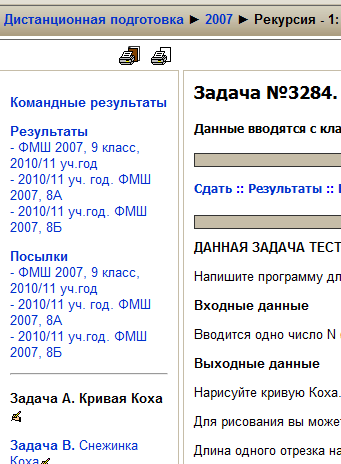 Дистанционная подготовка ► 2007 ► Рекурсия - 1:
Командные результаты
Результаты
- ФМШ 2007, 9 класс,
2010/11 уч.год
- 2010/11 уч. год. ФМШ
2007, 8А
- 2010/11 уч.год. ФМШ
2007, 8Б
Посылки
- ФМШ 2007, 9 класс,
2010/11 уч.год
- 2010/11 уч. год. ФМШ
2007, 8А
- 2010/11 уч.год. ФМШ
2007, 8Б
Задача A. Кривая Коха
Задача B. Снежинка
Коха
Задача №3284.
Данные вводятся с кла
Сдать :: Результаты ::
ДАННАЯ ЗАДАЧА ТЕСТ
Напишите программу дл
Входные данные
Вводится одно число N
Выходные данные
Нарисуйте кривую Коха.
Для рисования вы может
Длина одного отрезка на